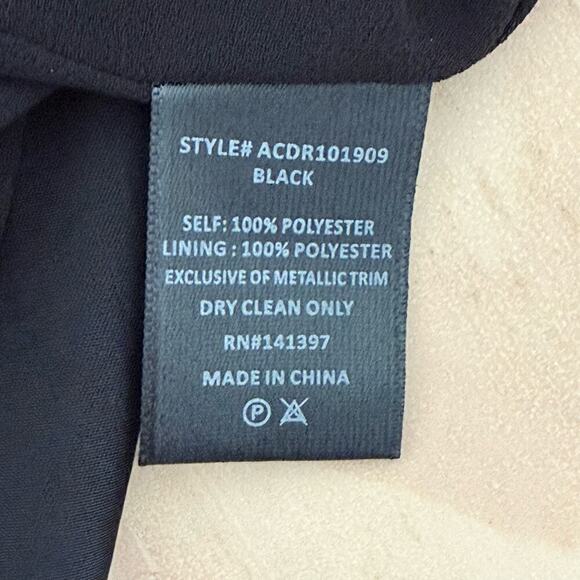 STYLE# ACDR101909
BLACK
SELF: 100% POLYESTER
LINING : 100% POLYESTER
EXCLUSIVE OF METALLIC TRIM
DRY CLEAN ONLY
RN#141397
MADE IN CHINA
P